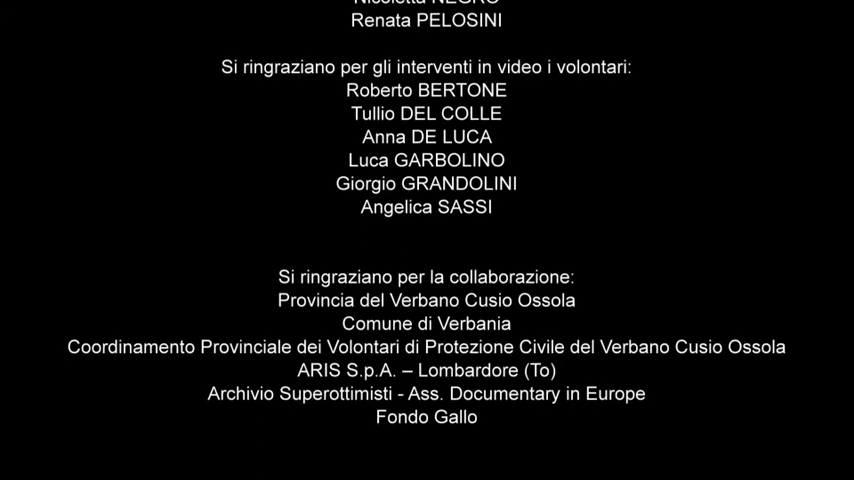 Nicoletta NEGRO
Renata PELOSINI
Si ringraziano per gli interventi in video i volontari:
Roberto BERTONE
Tullio DEL COLLE
Anna DE LUCA
Luca GARBOLINO
Giorgio GRANDOLINI
Angelica SASSI
Si ringraziano per la collaborazione:
Provincia del Verbano Cusio Ossola
Comune di Verbania
Coordinamento Provinciale dei Volontari di Protezione Civile del Verbano Cusio Ossola
ARIS S.p.A. – Lombardore (To)
Archivio Superottimisti - Ass. Documentary in Europe
Fondo Gallo